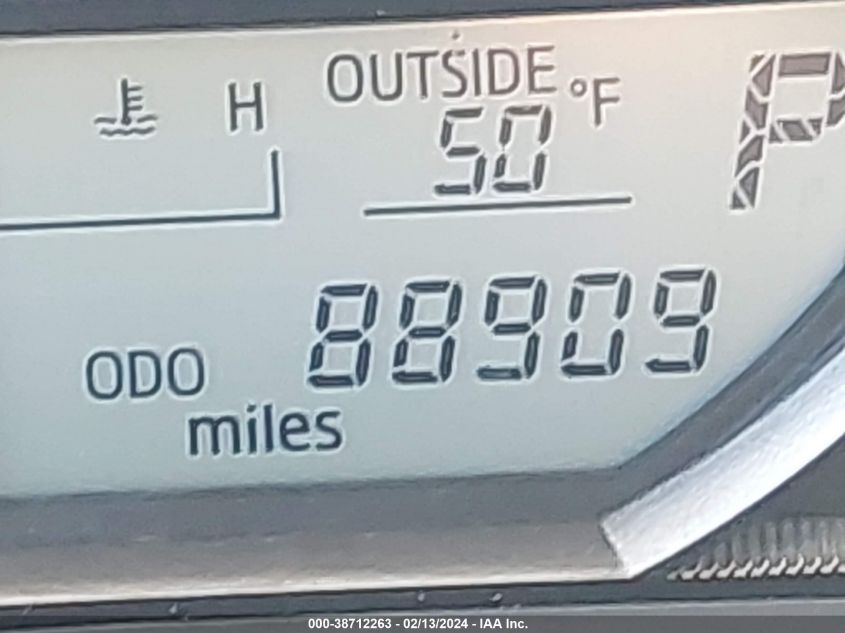 H OUTSIDE °F P
50
ODO 88909
miles
000-38712263 - 02/13/2024 - IAA Inc.